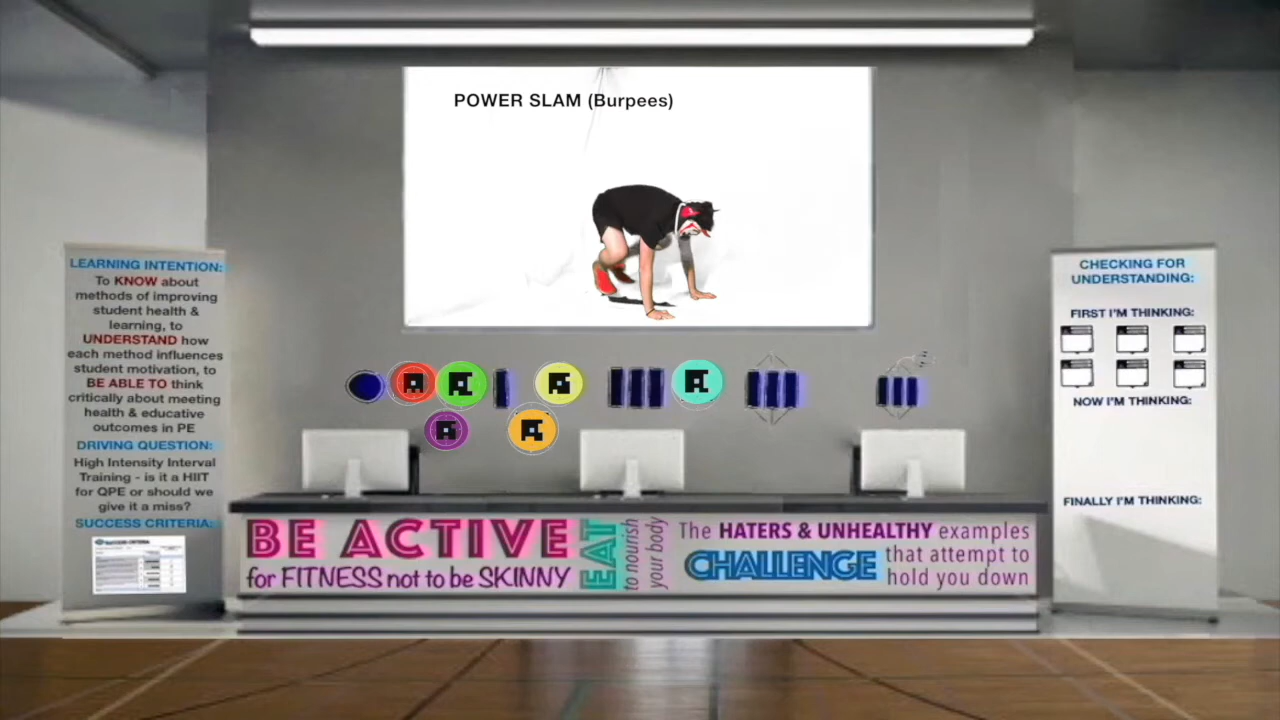 POWER SLAM (Burpees)
LEARNING INTENTION:
To KNOW about
methods of improving
student health &
learning, to
UNDERSTAND how
each method influences
student motivation, to
BE ABLE TO think
critically about meeting
health & educative
outcomes in PE
DRIVING QUESTION:
High Intensity Interval
Training - is it a HIIT
for QPE or should we
give it a miss?
SUCCESS CRITERIA:
CHECKING FOR
UNDERSTANDING:
FIRST I'M THINKING:
NOW I'M THINKING:
FINALLY I'M THINKING:
BE ACTIVE
for FITNESS not to be SKINNY
EAT
to nourish
your body
The HATERS & UNHEALTHY examples
CHALLENGE that attempt to
hold you down